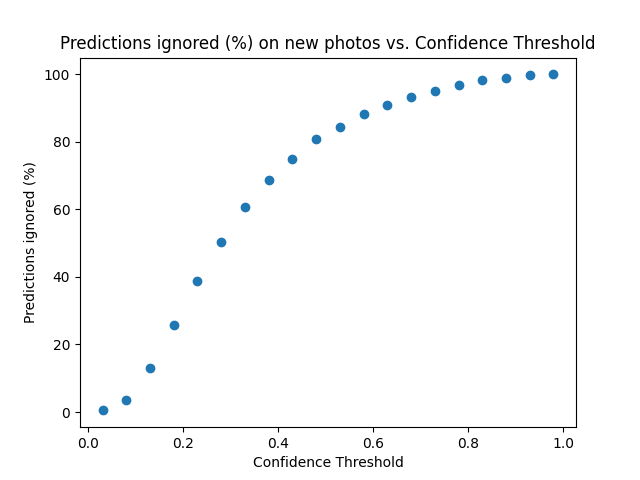 Predictions ignored (%) on new photos vs. Confidence Threshold
100
80
60
40
20
0
Predictions ignored (%)
0.0 0.2 0.4 0.6 0.8 1.0
Confidence Threshold